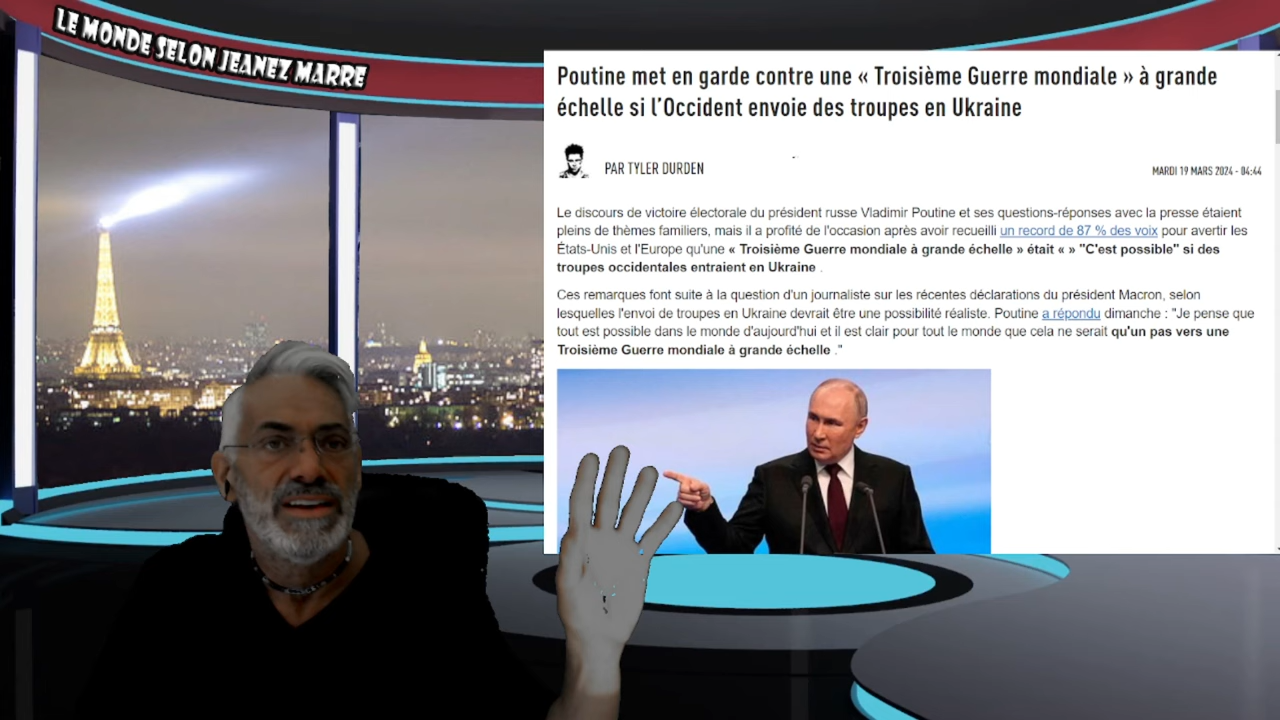 LE MONDE SELON JEANEZ MARRE
Poutine met en garde contre une « Troisième Guerre mondiale » à grande
échelle si l'Occident envoie des troupes en Ukraine
PAR TYLER DURDEN
MARDI 19 MARS 2024 - 04:44
Le discours de victoire électorale du président russe Vladimir Poutine et ses questions-réponses avec la presse étaient
pleins de thèmes familiers, mais il a profité de l'occasion après avoir recueilli un record de 87 % des voix pour avertir les
États-Unis et l'Europe qu'une « Troisième Guerre mondiale à grande échelle » était « » "C'est possible" si des
troupes occidentales entraient en Ukraine .
Ces remarques font suite à la question d'un journaliste sur les récentes déclarations du président Macron, selon
lesquelles l'envoi de troupes en Ukraine devrait être une possibilité réaliste. Poutine a répondu dimanche : "Je pense que
tout est possible dans le monde d'aujourd'hui et il est clair pour tout le monde que cela ne serait qu'un pas vers une
Troisième Guerre mondiale à grande échelle ."